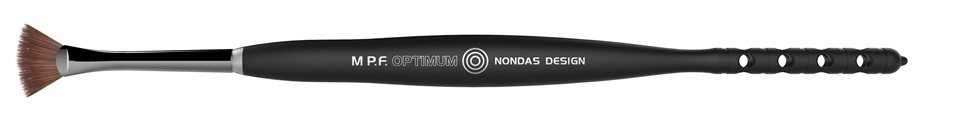 M P.F. OPTIMUM NONDAS DESIGN